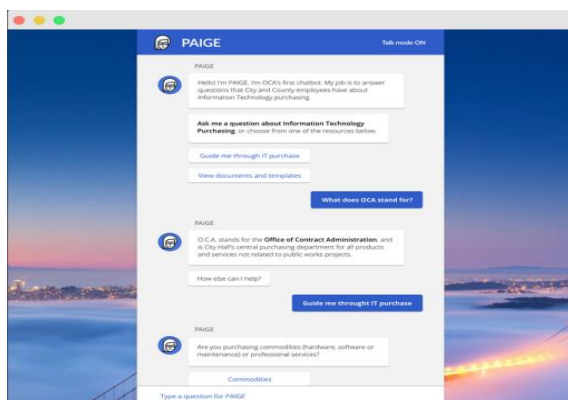 PAIGE
Talk mode ON
PAIGE
Hello! I'm PAIGE. I'm OCA's first chatbot. My job is to answer
questions that City and County employees have about
Information Technology purchasing.
Ask me a question about Information Technology
Purchasing, or choose from one of the resources below:
Guide me through IT purchase
View documents and templates
What does OCA stand for?
PAIGE
O.C.A. stands for the Office of Contract Administration, and
is City Hall's central purchasing department for all products
and services not related to public works projects.
How else can I help?
Guide me throught IT purchase
PAIGE
Are you purchasing commodities (hardware, software or
maintenance) or professional services?
Commodities
Type a question for PAIGE